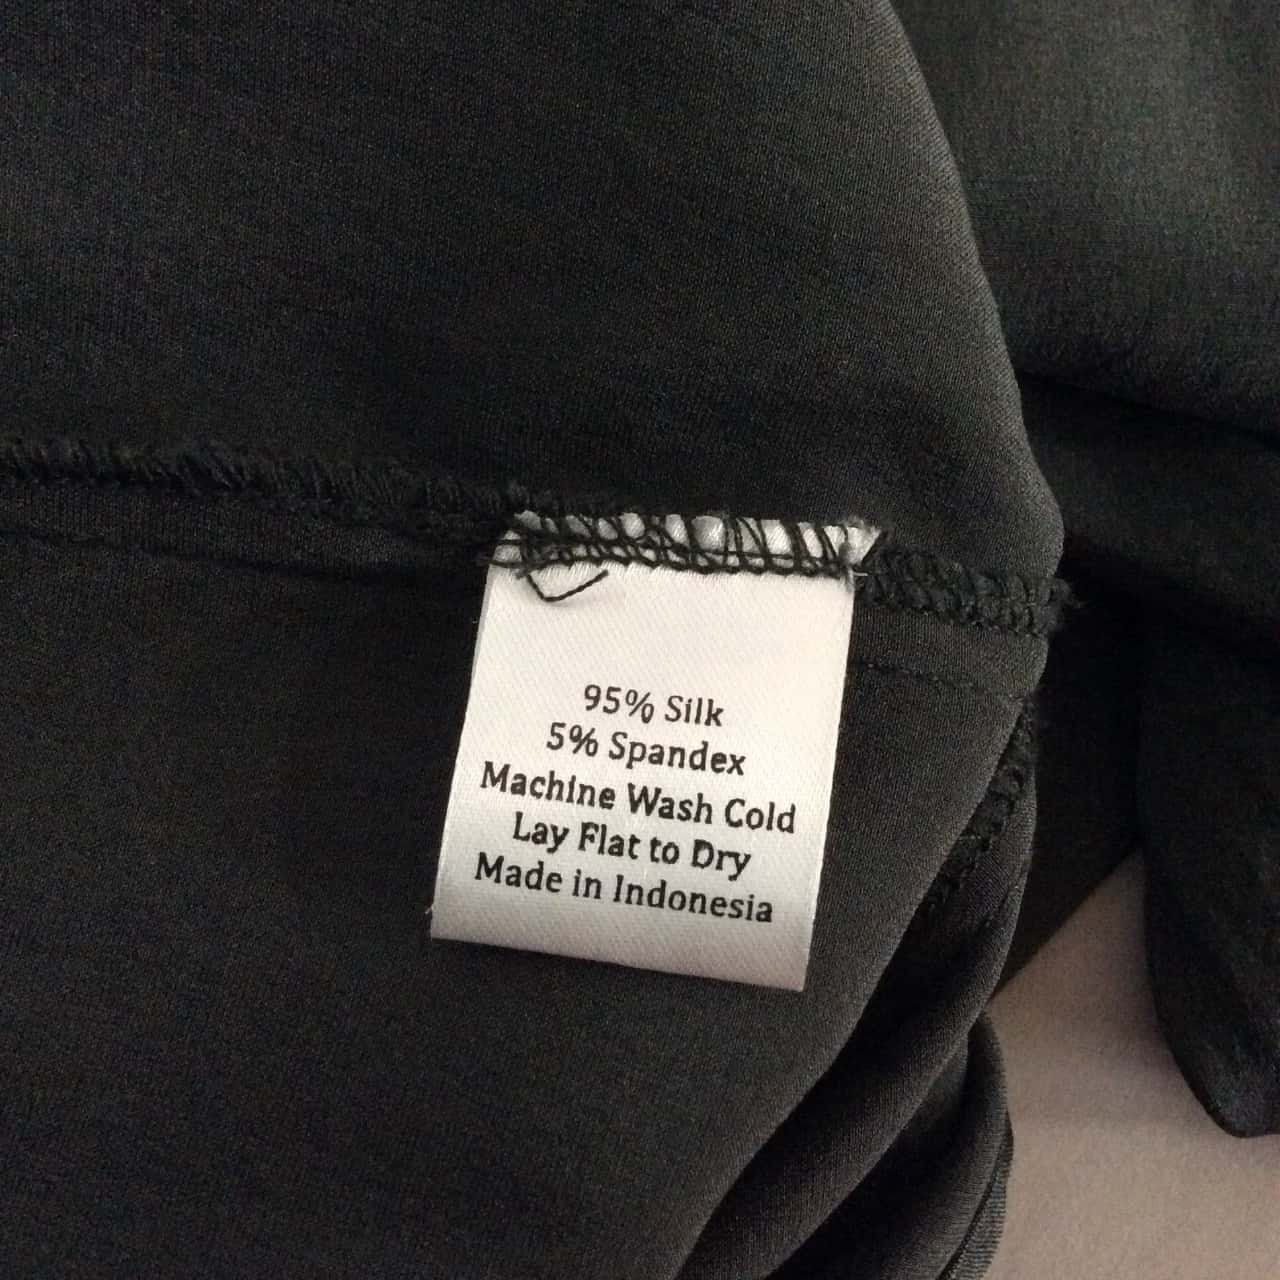 95% Silk
5% Spandex
Machine Wash Cold
Lay Flat to Dry
Made in Indonesia